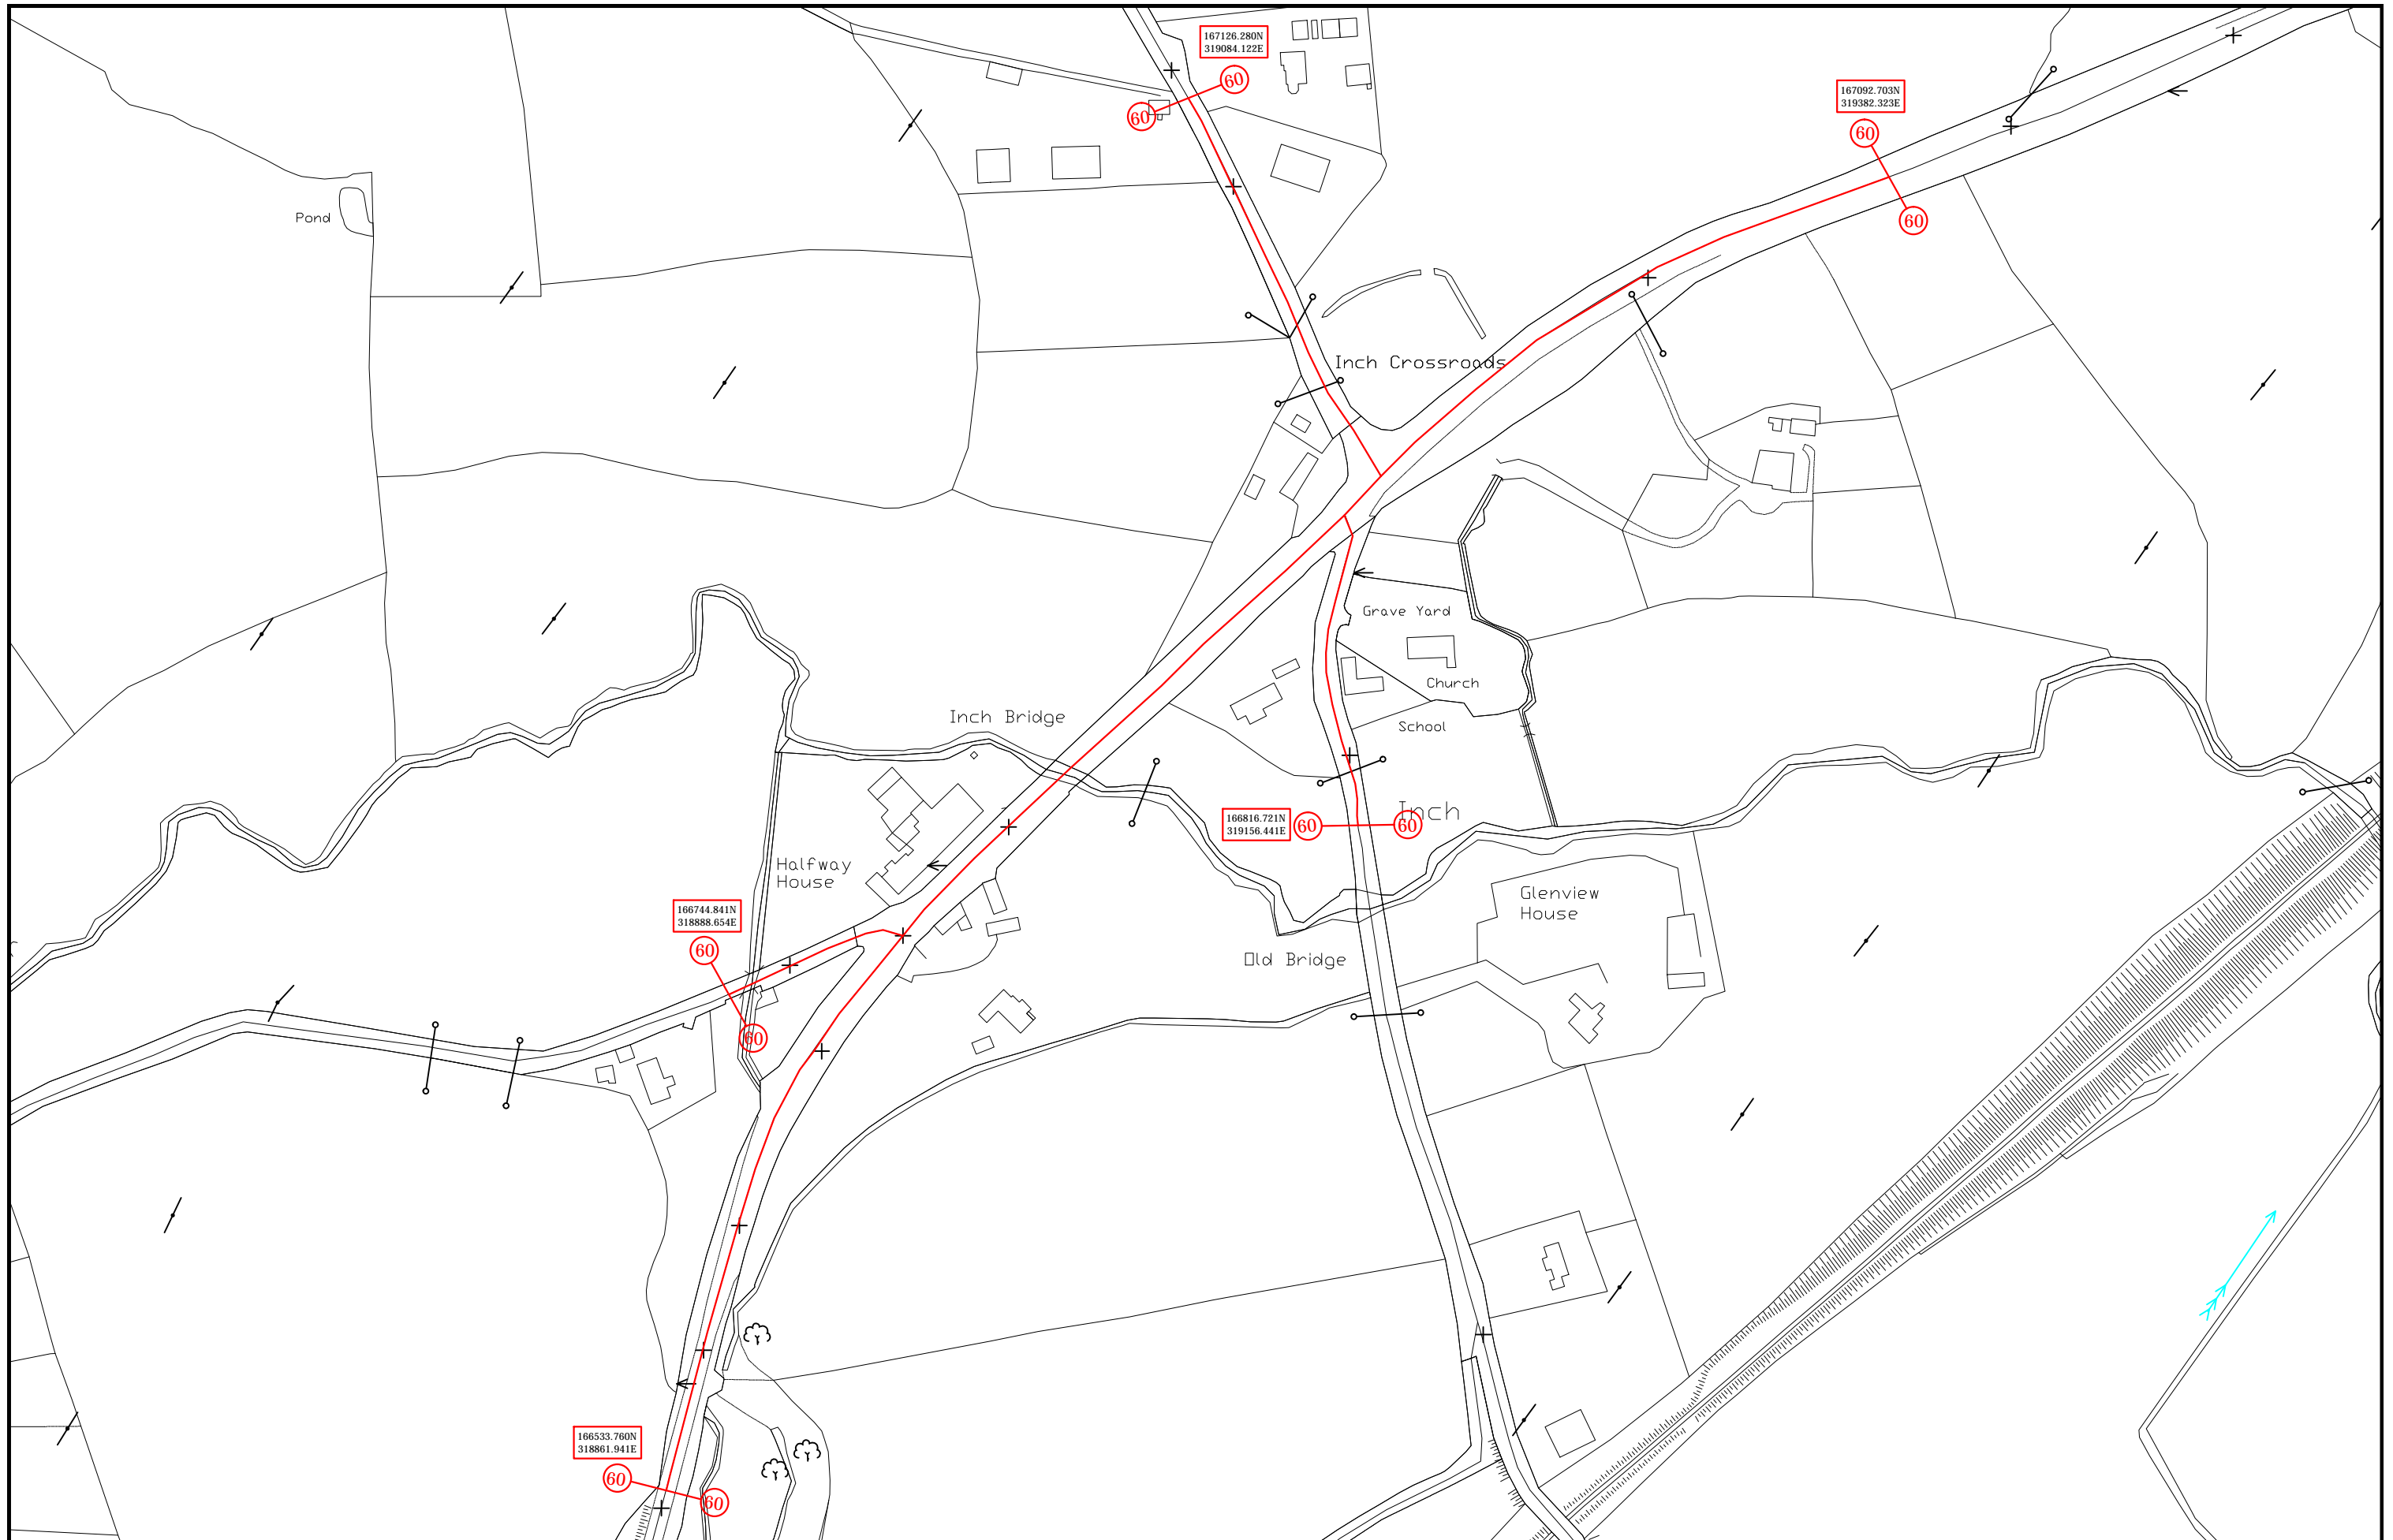 167126.280N
319084.122E
60
60
167092.703N
319382.323E
60
60
Pond
Inch Crossroads
Grave Yard
Church
School
Inch Bridge
Inch
166816.721N
319156.441E
60
60
Halfway
House
Glenview
House
166744.841N
318888.654E
60
60
Old Bridge
166533.760N
318861.941E
60
60